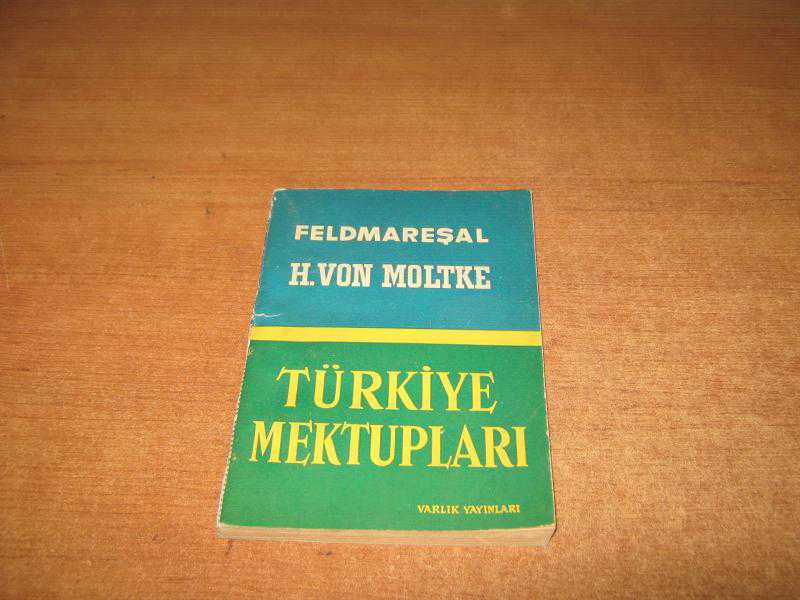 FELDMAREŞAL
H. VON MOLTKE
TÜRKİYE
MEKTUPLARI
VARLIK YAYINLARI